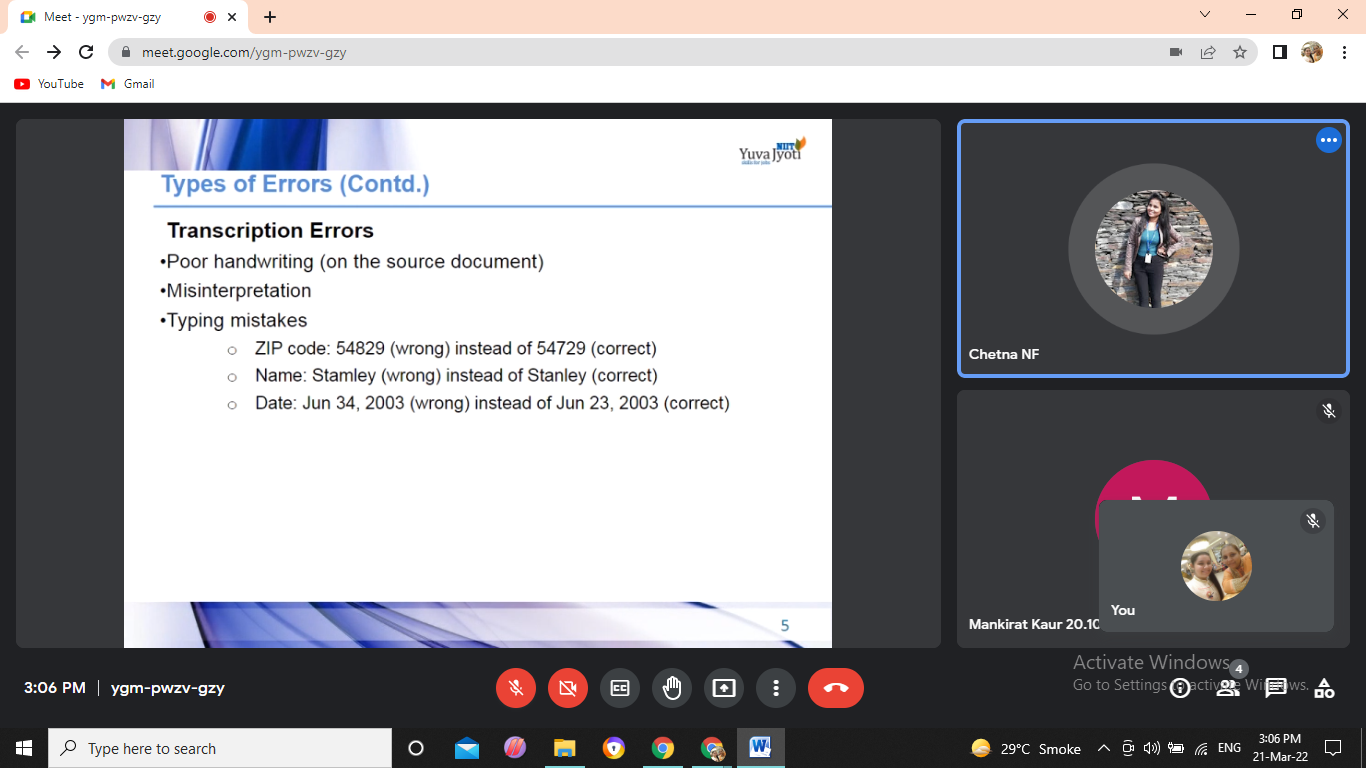 Meet - ygm-pwzv-gzy
meet.google.com/ygm-pwzv-gzy
YouTube
Gmail
NIIT
Yuva Jyoti
Types of Errors (Contd.)
Transcription Errors
•Poor handwriting (on the source document)
•Misinterpretation
•Typing mistakes
o ZIP code: 54829 (wrong) instead of 54729 (correct)
o Name: Stamley (wrong) instead of Stanley (correct)
o Date: Jun 34, 2003 (wrong) instead of Jun 23, 2003 (correct)
5
Chetna NF
Mankirat Kaur 20.10
You
Activate Windows
Go to Settings to activate Windows.
4
3:06 PM | ygm-pwzv-gzy
Type here to search
29°C Smoke
ENG
3:06 PM
21-Mar-22